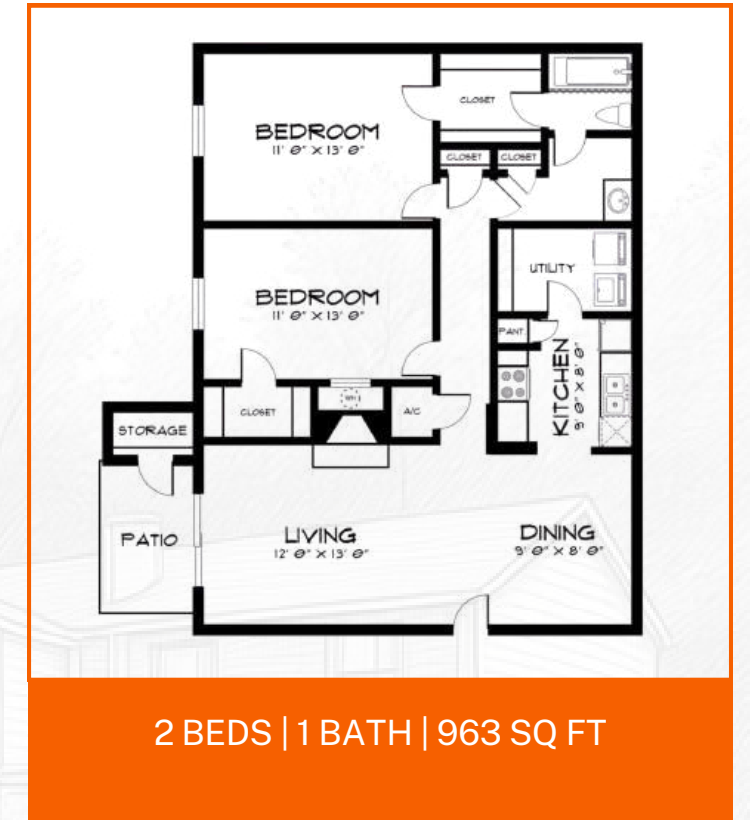 CLOSET
BEDROOM
11' 0" X 13' 0"
CLOSET
CLOSET
UTILITY
BEDROOM
11' 0" X 13' 0"
PANT.
KITCHEN
9' 0" X 8' 0"
CLOSET
WH
A/C
STORAGE
PATIO
LIVING
12' 0" X 13' 0"
DINING
9' 0" X 8' 0"
2 BEDS | 1 BATH | 963 SQ FT